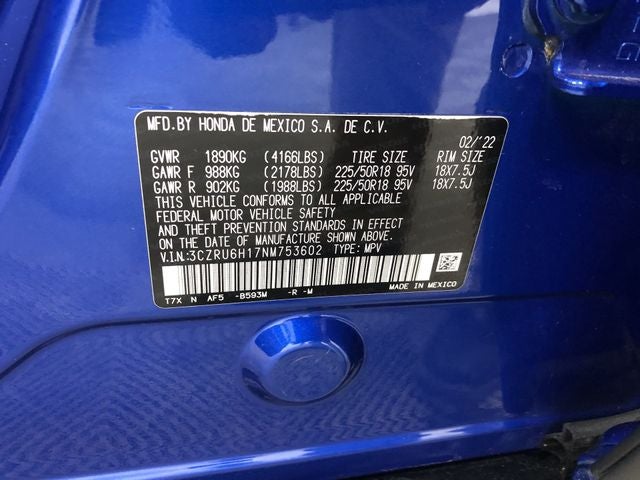 MFD.BY HONDA DE MEXICO S.A. DE C.V.
02/'22
GVWR 1890KG (4166LBS) TIRE SIZE RIM SIZE
GAWR F 988KG (2178LBS) 225/50R18 95V 18X7.5J
GAWR R 902KG (1988LBS) 225/50R18 95V 18X7.5J
THIS VEHICLE CONFORMS TO ALL APPLICABLE
FEDERAL MOTOR VEHICLE SAFETY
AND THEFT PREVENTION STANDARDS IN EFFECT
ON THE DATE OF MANUFACTURE SHOWN ABOVE.
V.I.N:3CZRU6H17NM753602 TYPE: MPV
T7X N AF5 -B593M -R -M MADE IN MEXICO